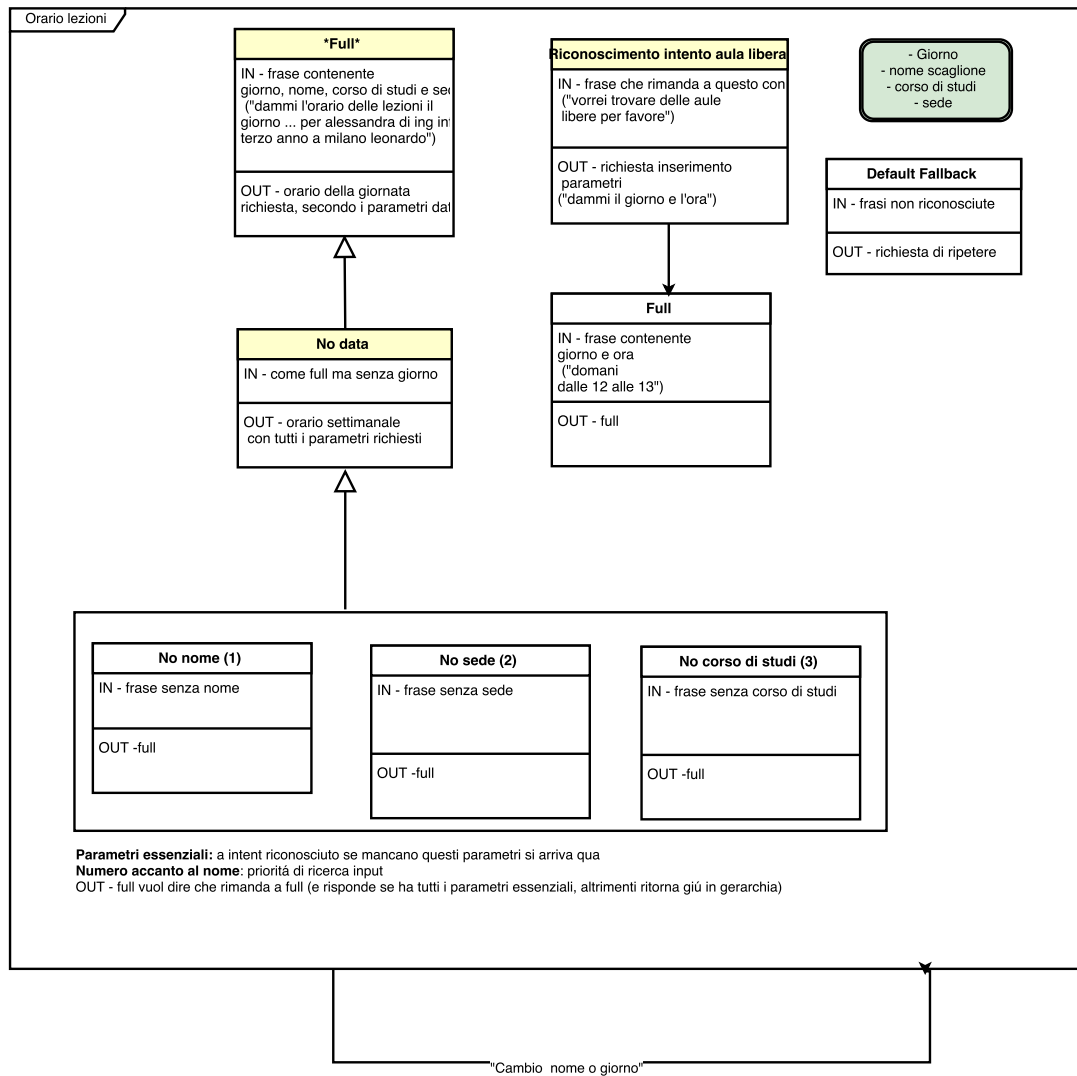 Orario lezioni
*Full*
IN - frase contenente
giorno, nome, corso di studi e
("dammi l'orario delle lezioni il
giorno ... per alessandra di ing
terzo anno a milano leonardo")
OUT - orario della giornata
richiesta, secondo i parametri
Riconoscimento intento aula libera
IN - frase che rimanda a questo
("vorrei trovare delle aule
libere per favore")
OUT - richiesta inserimento
parametri
("dammi il giorno e l'ora")
- Giorno
- nome scaglione
- corso di studi
- sede
Default Fallback
IN - frasi non riconosciute
OUT - richiesta di ripetere
Full
IN - frase contenente
giorno e ora
("domani
dalle 12 alle 13")
OUT - full
No data
IN - come full ma senza giorno
OUT - orario settimanale
con tutti i parametri richiesti
No nome (1)
IN - frase senza nome
OUT -full
No sede (2)
IN - frase senza sede
OUT -full
No corso di studi (3)
IN - frase senza corso di studi
OUT -full
Parametri essenziali: a intent riconosciuto se mancano questi parametri si arriva qua
Numero accanto al nome: prioritá di ricerca input
OUT - full vuol dire che rimanda a full (e risponde se ha tutti i parametri essenziali, altrimenti ritorna giú in gerarchia)
"Cambio nome o giorno"